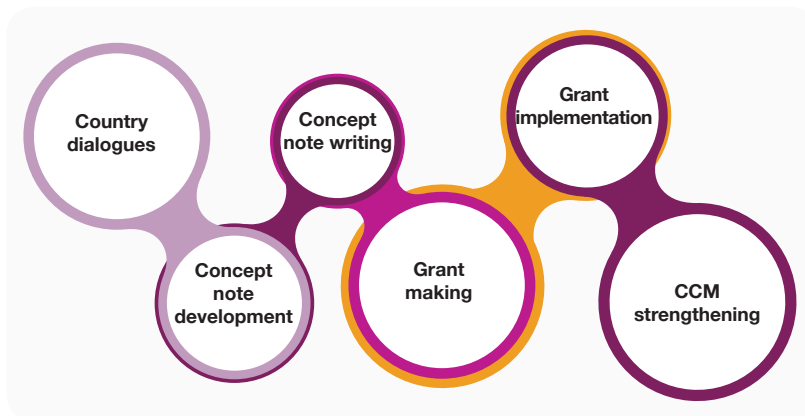 Country
dialogues
Concept
note
development
Concept
note writing
Grant
making
Grant
implementation
CCM
strengthening